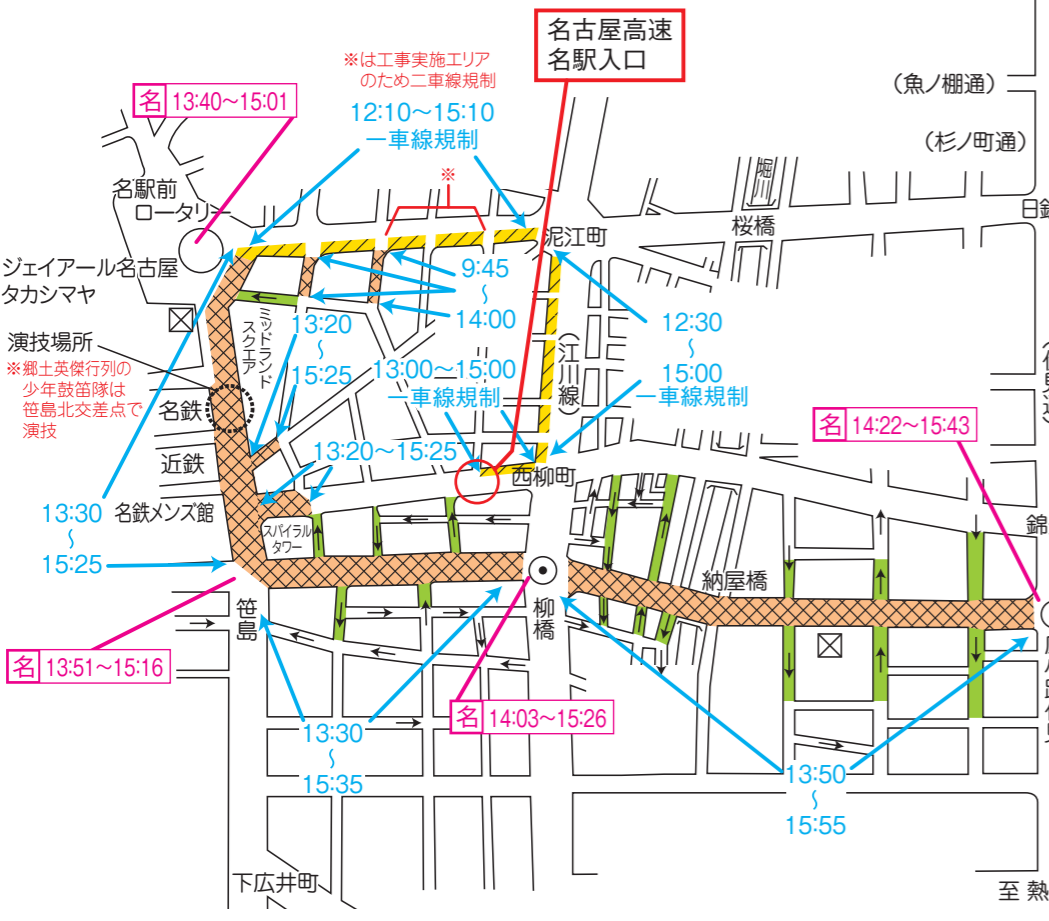 名古屋高速
名駅入口
※は工事実施エリア
のため二車線規制
名 13:40～15:01
12:10～15:10
一車線規制
（魚ノ棚通）
（杉ノ町通）
堀川
※
名駅前
ロータリー
桜橋
泥江町
ジェイアール名古屋
タカシマヤ
9:45
～
14:00
演技場所
※郷土英傑行列の
少年鼓笛隊は
笹島北交差点で
演技
ミッドランド
スクエア
13:20
～
15:25
12:30
～
15:00
一車線規制
（江川線）
13:00～15:00
一車線規制
名鉄
近鉄
名鉄メンズ館
13:20～15:25
西柳町
名 14:22～15:43
13:30
～
15:25
スパイラル
タワー
錦
納屋橋
笹島
柳橋
名 13:51～15:16
名 14:03～15:26
13:30
～
15:35
13:50
～
15:55
下広井町
至 熱